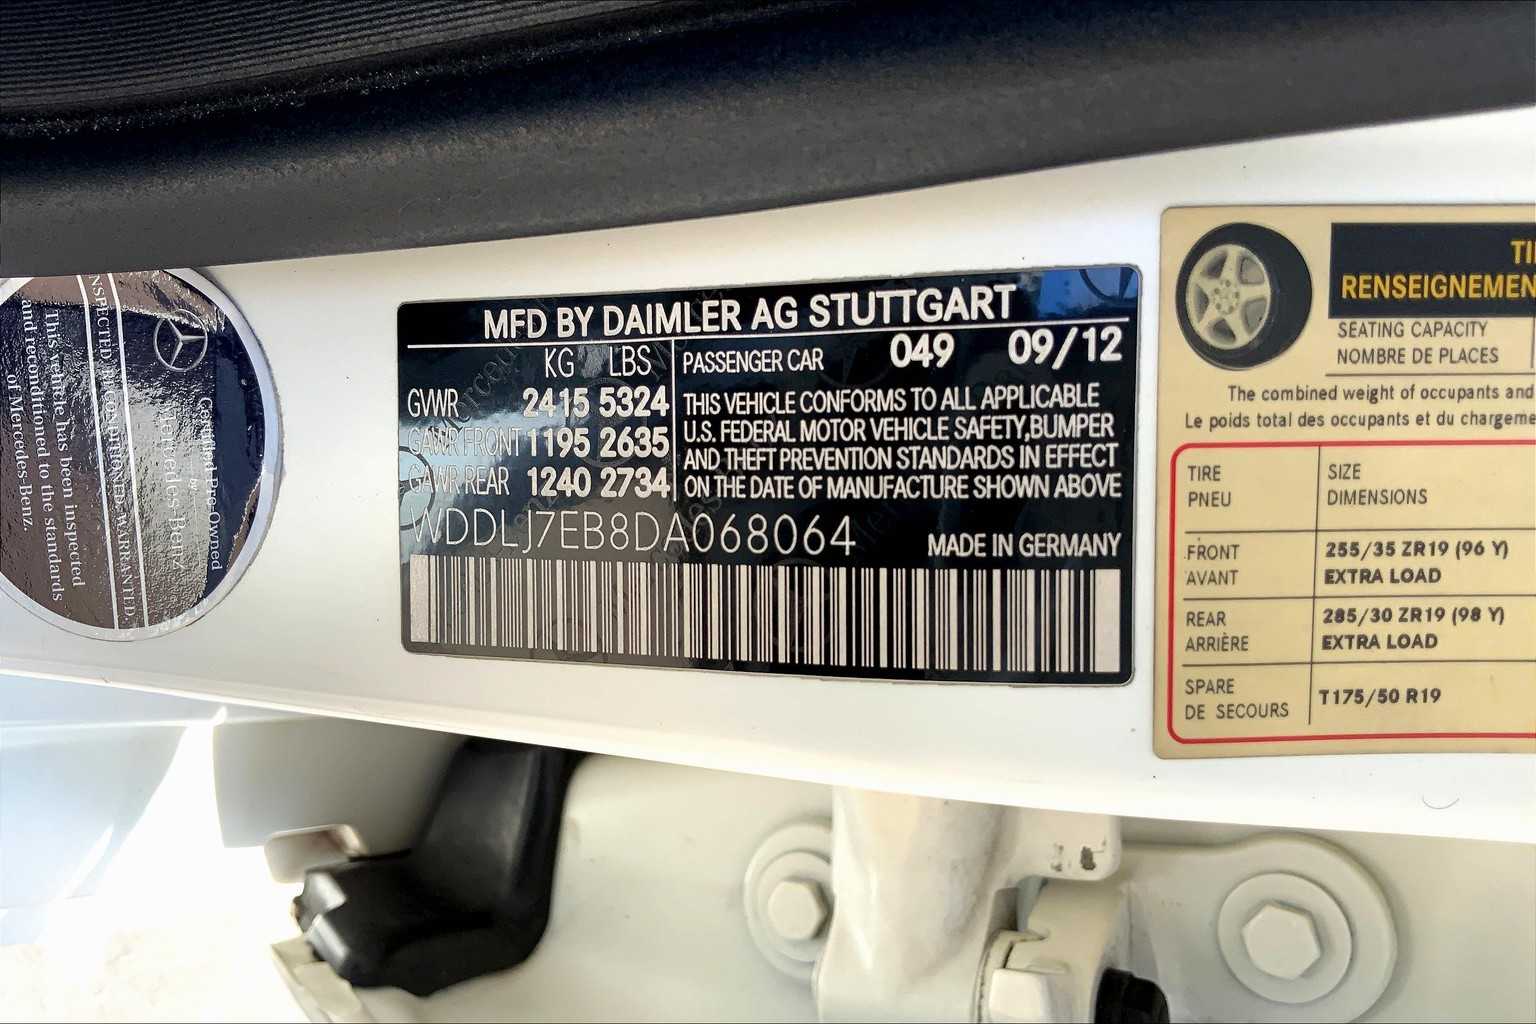 INSPECTED, RECONDITIONED, WARRANTED.
This vehicle has been inspected
and reconditioned to the standards
of Mercedes-Benz.
Certified Pre-Owned
by
Mercedes-Benz
MFD BY DAIMLER AG STUTTGART
KG LBS
GVWR 2415 5324
GAWR FRONT 1195 2635
GAWR REAR 1240 2734
PASSENGER CAR 049 09/12
THIS VEHICLE CONFORMS TO ALL APPLICABLE
U.S. FEDERAL MOTOR VEHICLE SAFETY,BUMPER
AND THEFT PREVENTION STANDARDS IN EFFECT
ON THE DATE OF MANUFACTURE SHOWN ABOVE
WDDLJ7EB8DA068064
MADE IN GERMANY
TI
RENSEIGNEMEN
SEATING CAPACITY
NOMBRE DE PLACES
The combined weight of occupants and
Le poids total des occupants et du chargeme
TIRE SIZE
PNEU DIMENSIONS
FRONT 255/35 ZR19 (96 Y)
AVANT EXTRA LOAD
REAR 285/30 ZR19 (98 Y)
ARRIÈRE EXTRA LOAD
SPARE T175/50 R19
DE SECOURS